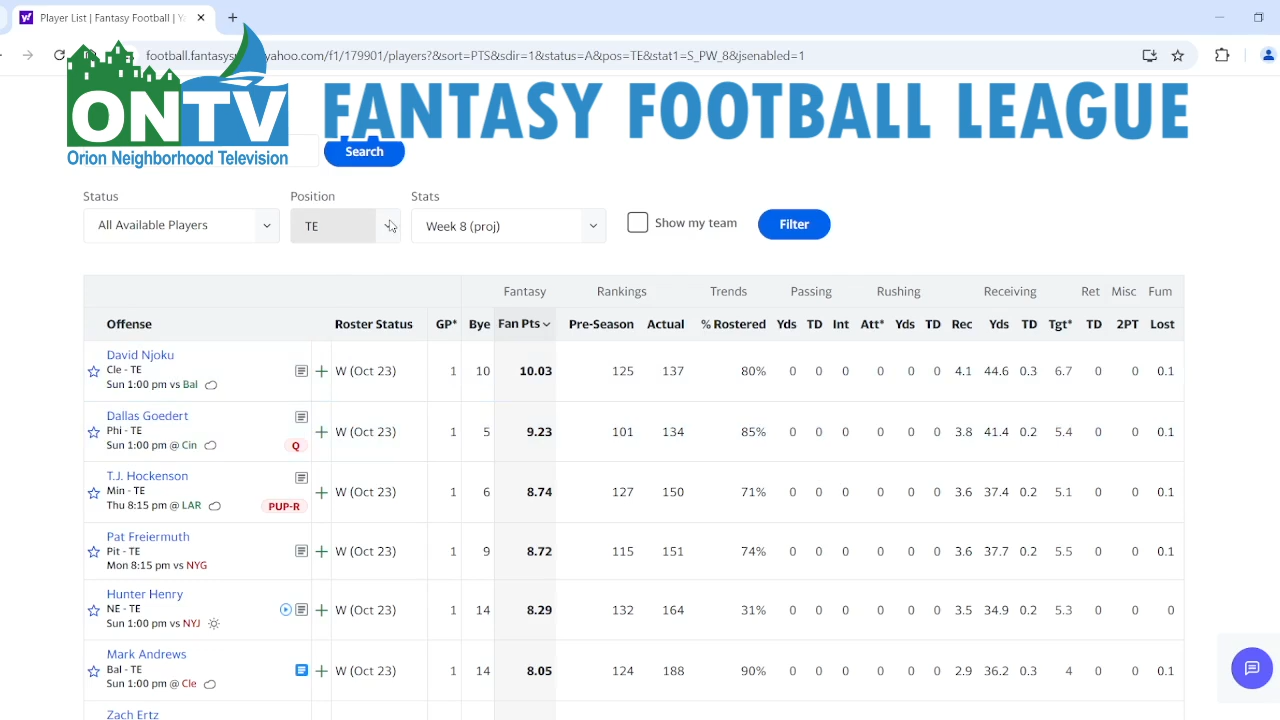 Player List | Fantasy Football | Ya
football.fantasysp yahoo.com/f1/179901/players?&sort=PTS&sdir=1&status=A&pos=TE&stat1=S_PW_8&jsenabled=1
ONTV
Orion Neighborhood Television
FANTASY FOOTBALL LEAGUE
Search
Status Position Stats
All Available Players TE Week 8 (proj) Show my team Filter
Fantasy Rankings Trends Passing Rushing Receiving Ret Misc Fum
Offense Roster Status GP* Bye Fan Pts Pre-Season Actual % Rostered Yds TD Int Att* Yds TD Rec Yds TD Tgt* TD 2PT Lost
David Njoku
Cle - TE
Sun 1:00 pm vs Bal
W (Oct 23) 1 10 10.03 125 137 80% 0 0 0 0 0 0 4.1 44.6 0.3 6.7 0 0 0.1
Dallas Goedert
Phi - TE
Sun 1:00 pm @ Cin Q
W (Oct 23) 1 5 9.23 101 134 85% 0 0 0 0 0 0 3.8 41.4 0.2 5.4 0 0 0.1
T.J. Hockenson
Min - TE
Thu 8:15 pm @ LAR PUP-R
W (Oct 23) 1 6 8.74 127 150 71% 0 0 0 0 0 0 3.6 37.4 0.2 5.1 0 0 0.1
Pat Freiermuth
Pit - TE
Mon 8:15 pm vs NYG
W (Oct 23) 1 9 8.72 115 151 74% 0 0 0 0 0 0 3.6 37.7 0.2 5.5 0 0 0.1
Hunter Henry
NE - TE
Sun 1:00 pm vs NYJ
W (Oct 23) 1 14 8.29 132 164 31% 0 0 0 0 0 0 3.5 34.9 0.2 5.3 0 0 0
Mark Andrews
Bal - TE
Sun 1:00 pm @ Cle
W (Oct 23) 1 14 8.05 124 188 90% 0 0 0 0 0 0 2.9 36.2 0.3 4 0 0 0.1
Zach Ertz